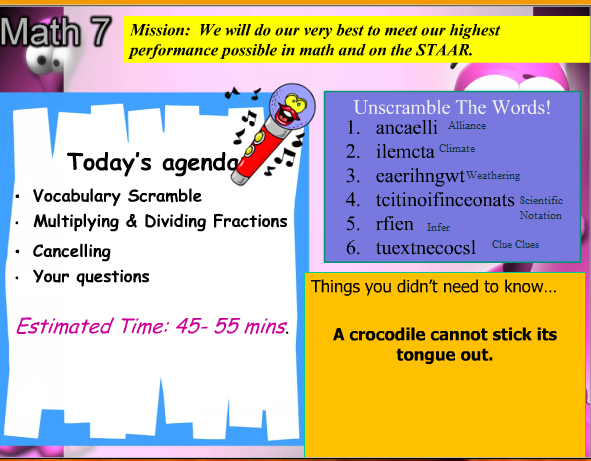 Math 7
Mission: We will do our very best to meet our highest
performance possible in math and on the STAAR.
Today's agenda
• Vocabulary Scramble
• Multiplying & Dividing Fractions
• Cancelling
• Your questions
Estimated Time: 45- 55 mins.
Unscramble The Words!
1. ancaelli Alliance
2. ilemcta Climate
3. eaerihngwt Weathering
4. tcitinoifinceonats Scientific
Notation
5. rfien Infer
6. tuextnecocsl Clue Clues
Things you didn't need to know…
A crocodile cannot stick its
tongue out.